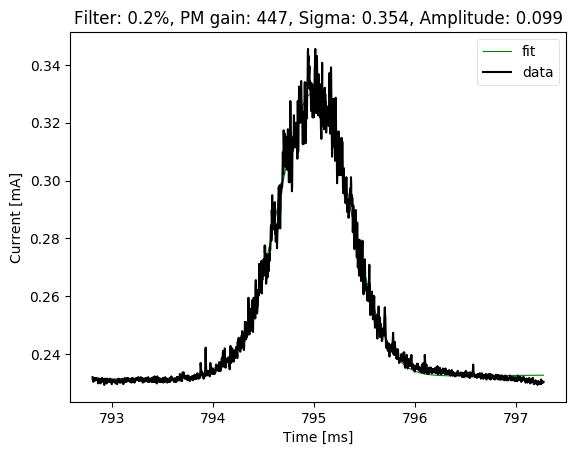 Filter: 0.2%, PM gain: 447, Sigma: 0.354, Amplitude: 0.099
fit
data
0.34
0.32
0.30
0.28
0.26
0.24
Current [mA]
793 794 795 796 797
Time [ms]